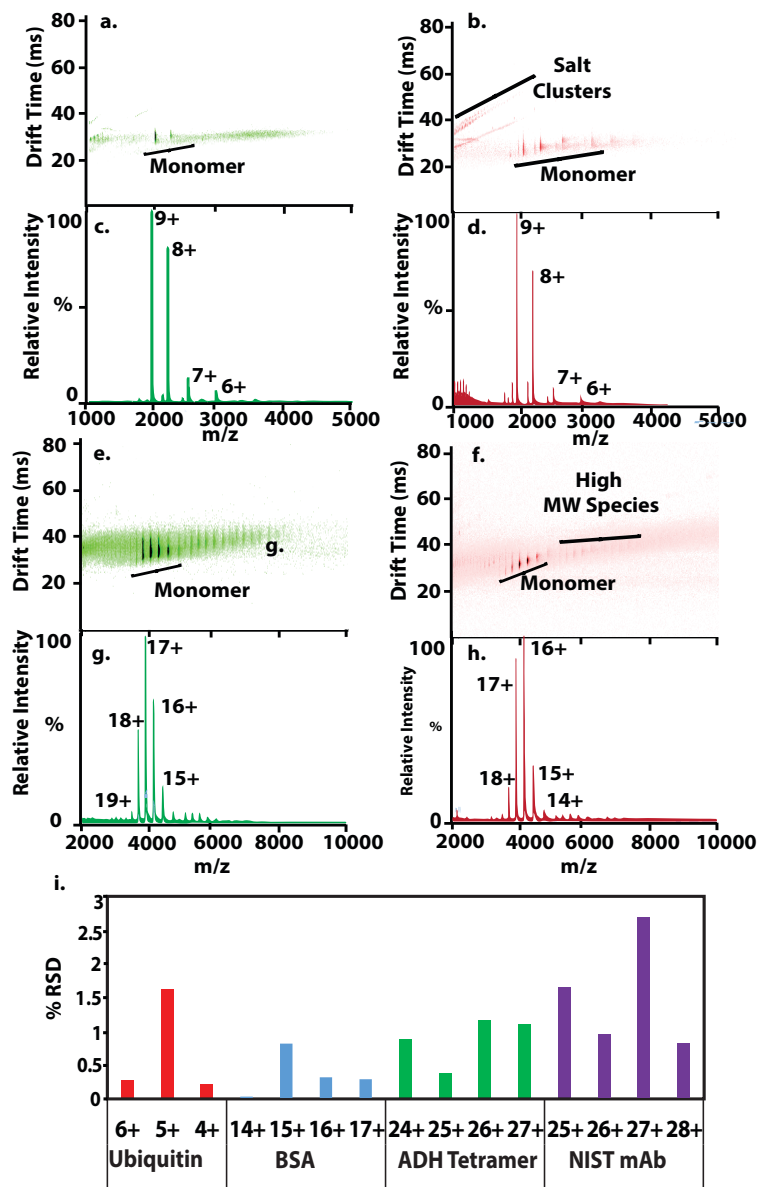 a.
Drift Time (ms)
80
60
40
20
Monomer
b.
Drift Time (ms)
80
60
40
20
Salt
Clusters
Monomer
c.
Relative Intensity
100
%
0
9+
8+
7+
6+
1000 2000 3000 4000 5000
m/z
d.
Relative Intensity
100
%
0
9+
8+
7+
6+
1000 2000 3000 4000 5000
m/z
e.
Drift Time (ms)
80
60
40
20
g.
Monomer
f.
Drift Time (ms)
80
60
40
20
High
MW Species
Monomer
g.
Relative Intensity
100
%
0
17+
18+
16+
19+
15+
2000 4000 6000 8000 10000
m/z
h.
Relative Intensity
100
%
0
16+
17+
18+
15+
14+
2000 4000 6000 8000 10000
m/z
i.
% RSD
3
2.5
2
1.5
1
0.5
0
6+ 5+ 4+ 14+ 15+ 16+ 17+ 24+ 25+ 26+ 27+ 25+ 26+ 27+ 28+
Ubiquitin BSA ADH Tetramer NIST mAb